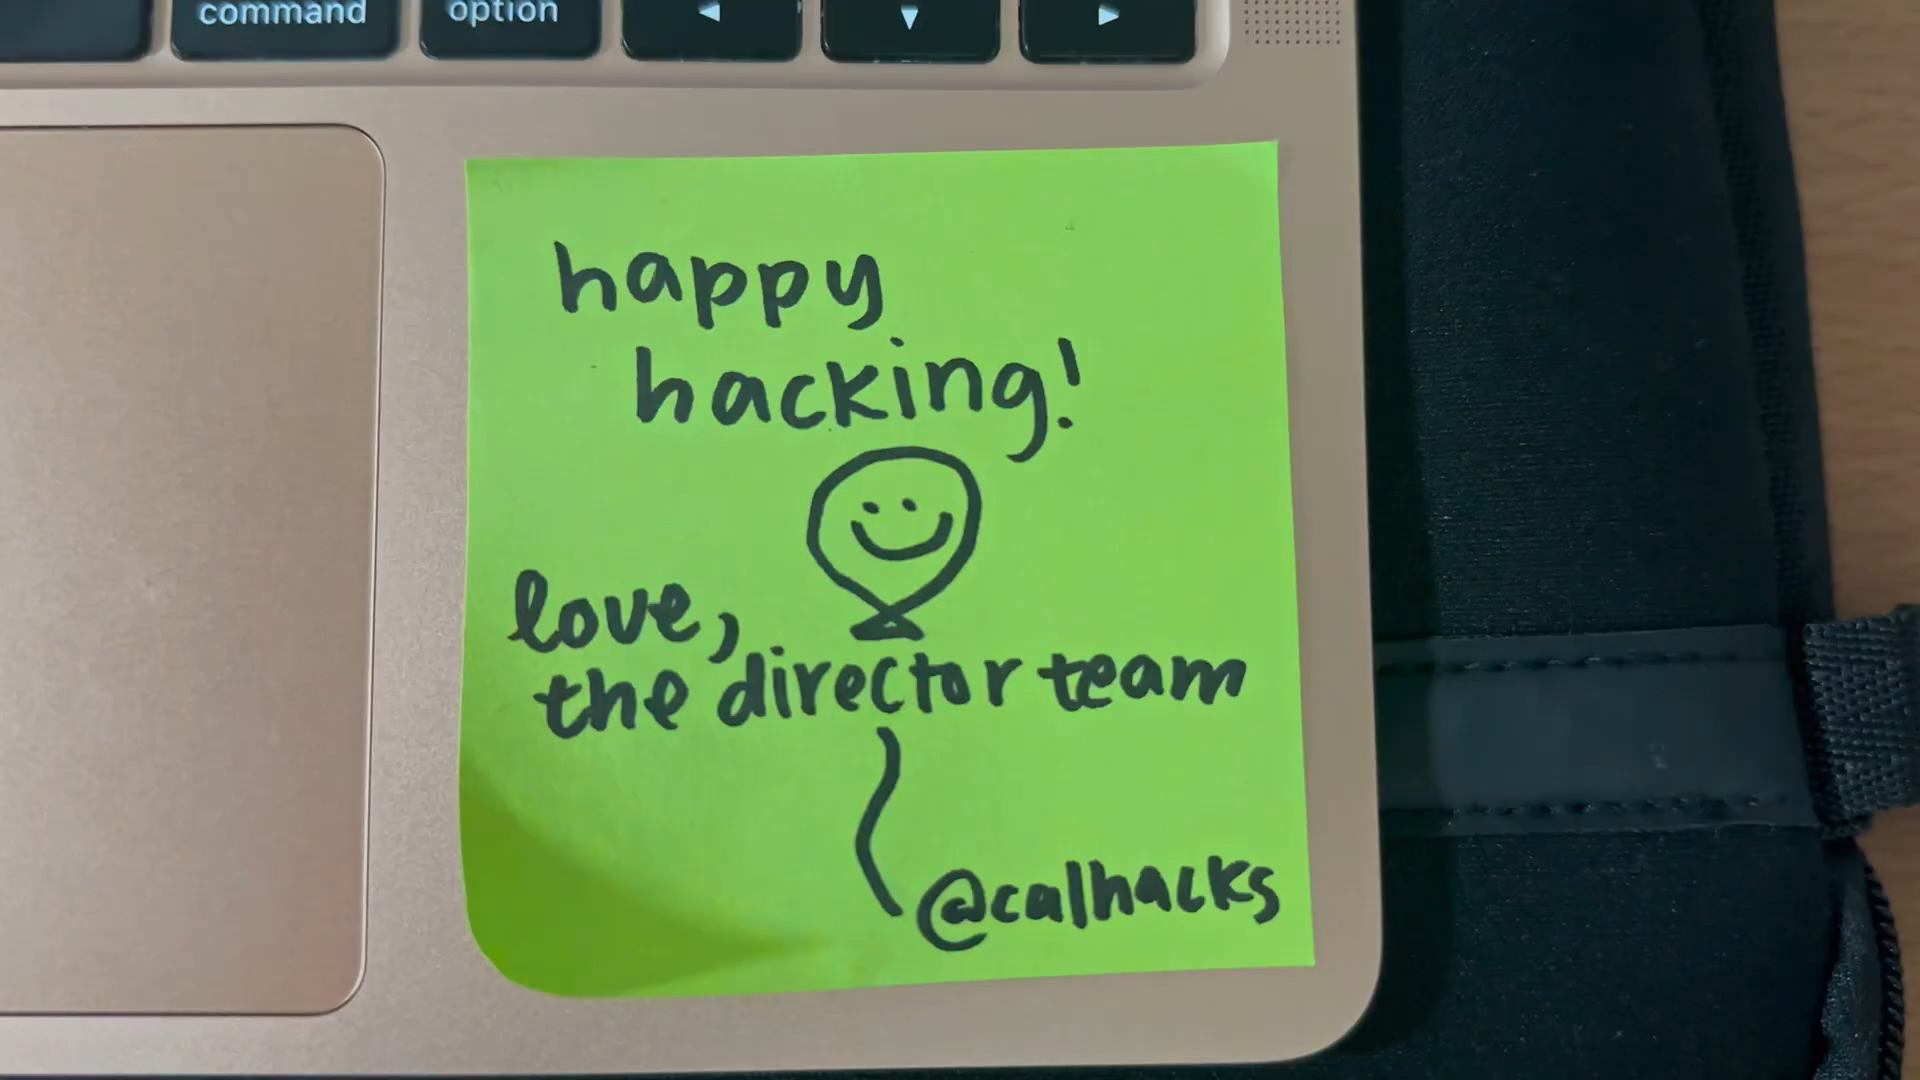 command option ◄ ▼ ►
happy
hacking!
love,
the director team
@calhacks